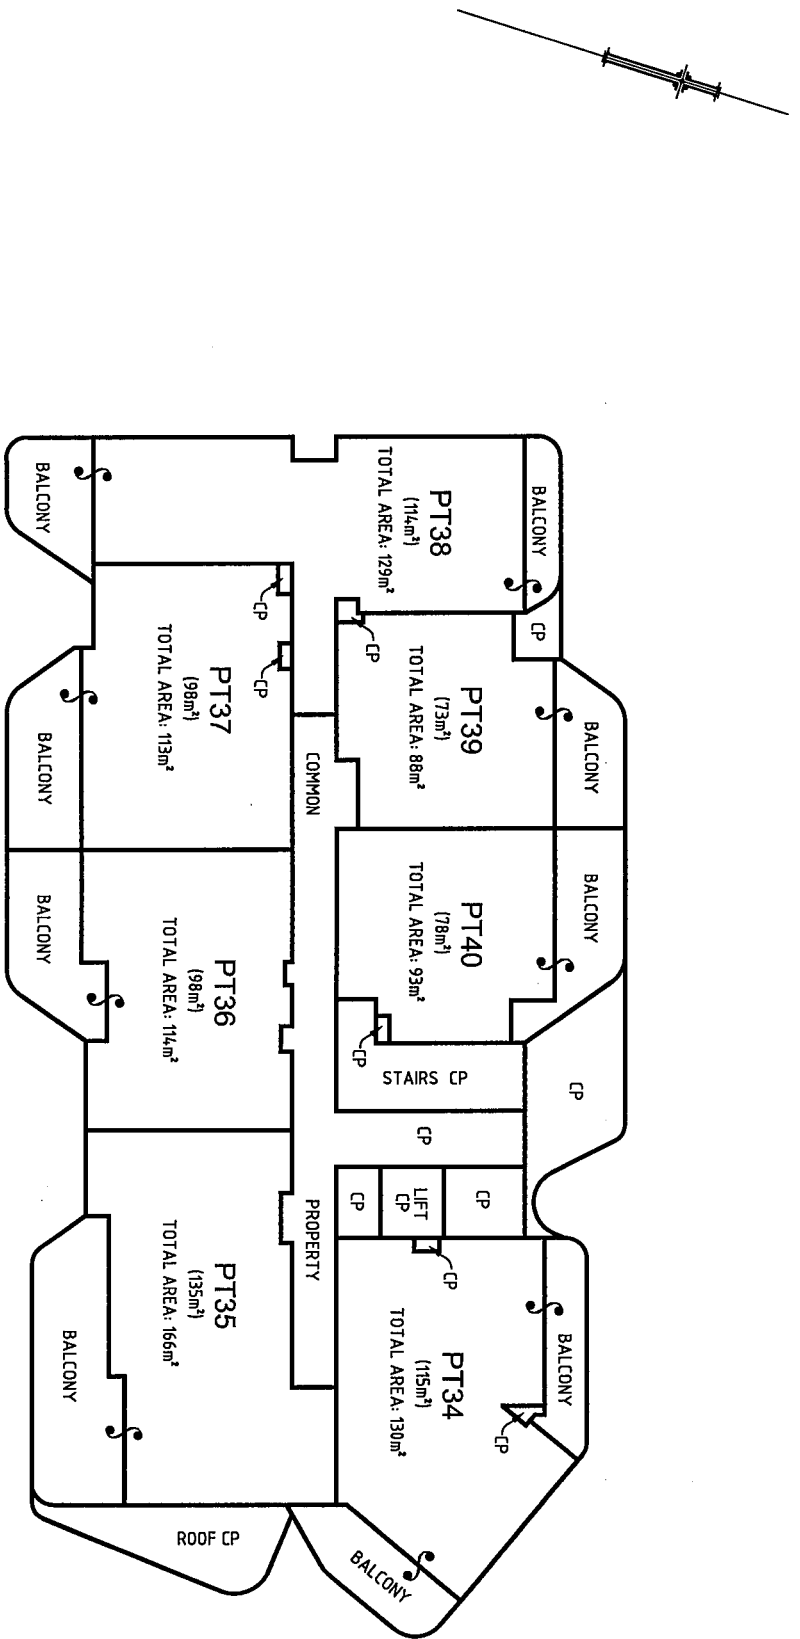 BALCONY
BALCONY
PT38
(114m²)
TOTAL AREA: 129m²
CP
CP
CP
CP
PT37
(98m²)
TOTAL AREA: 113m²
PT39
(73m²)
TOTAL AREA: 88m²
BALCONY
BALCONY
COMMON
PT40
(78m²)
TOTAL AREA: 93m²
BALCONY
BALCONY
PT36
(98m²)
TOTAL AREA: 114m²
CP
STAIRS CP
CP
CP
CP
LIFT
CP
CP
PROPERTY
CP
PT35
(135m²)
TOTAL AREA: 166m²
PT34
(115m²)
TOTAL AREA: 130m²
BALCONY
BALCONY
CP
ROOF CP
BALCONY